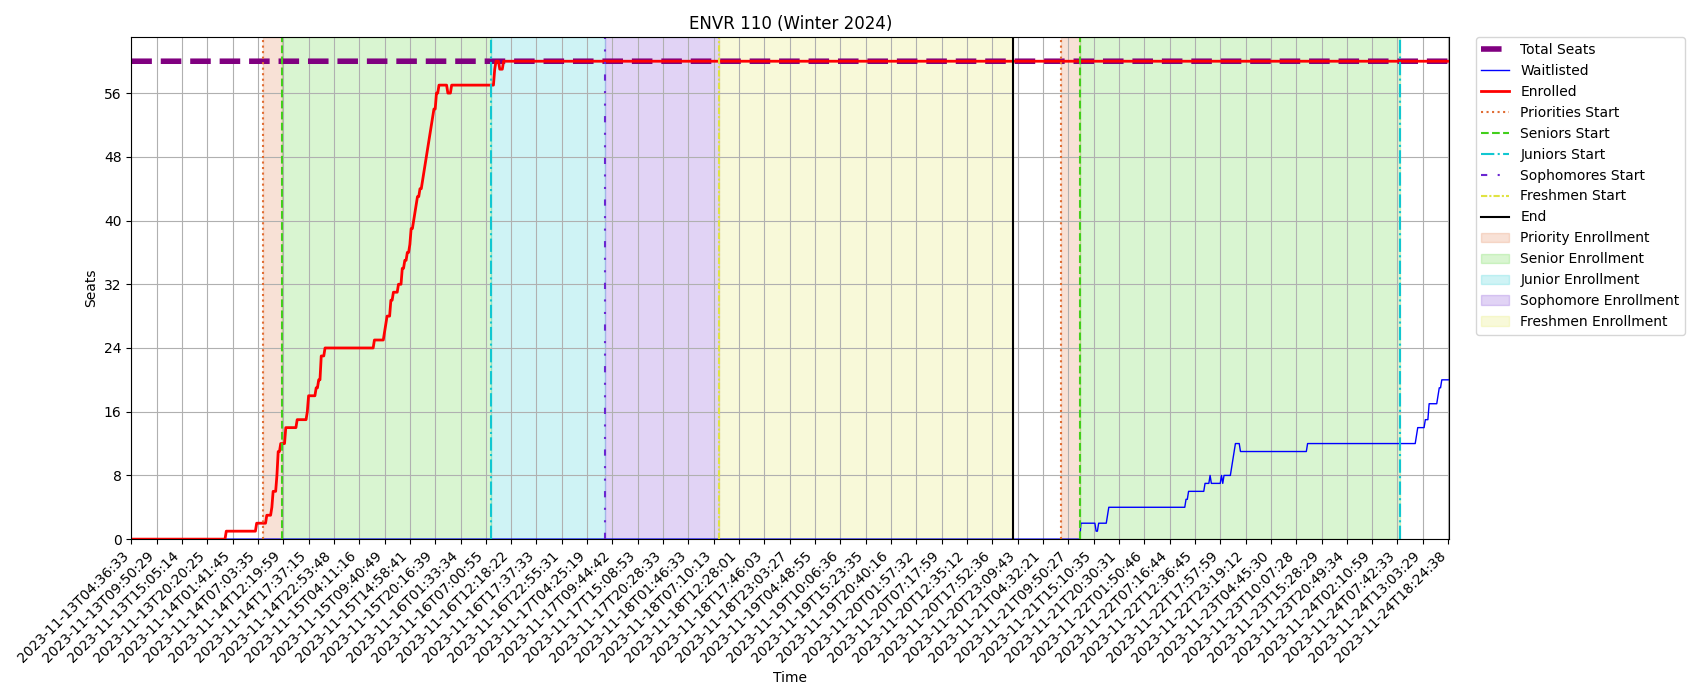 ENVR 110 (Winter 2024)
Seats
56
48
40
32
24
16
8
0
2023-11-13T04:36:33
2023-11-13T09:50:29
2023-11-13T15:05:14
2023-11-13T20:20:25
2023-11-14T01:41:45
2023-11-14T07:03:35
2023-11-14T12:19:59
2023-11-14T17:37:15
2023-11-14T22:53:48
2023-11-15T04:11:16
2023-11-15T09:40:49
2023-11-15T14:58:41
2023-11-15T20:16:39
2023-11-16T01:33:34
2023-11-16T07:00:55
2023-11-16T12:18:22
2023-11-16T17:37:33
2023-11-16T22:55:31
2023-11-17T04:25:19
2023-11-17T09:44:42
2023-11-17T15:08:53
2023-11-17T20:28:33
2023-11-18T01:46:33
2023-11-18T07:10:13
2023-11-18T12:28:01
2023-11-18T17:46:03
2023-11-18T23:03:27
2023-11-19T04:48:55
2023-11-19T10:06:36
2023-11-19T15:23:35
2023-11-19T20:40:16
2023-11-20T01:57:32
2023-11-20T07:17:59
2023-11-20T12:35:12
2023-11-20T17:52:36
2023-11-20T23:09:43
2023-11-21T04:32:21
2023-11-21T09:50:27
2023-11-21T15:10:35
2023-11-21T20:30:31
2023-11-22T01:50:46
2023-11-22T07:16:44
2023-11-22T12:36:45
2023-11-22T17:57:59
2023-11-22T23:19:12
2023-11-23T04:45:30
2023-11-23T10:07:28
2023-11-23T15:28:29
2023-11-23T20:49:34
2023-11-24T02:10:59
2023-11-24T07:42:33
2023-11-24T13:03:29
2023-11-24T18:24:38
Time
Total Seats
Waitlisted
Enrolled
Priorities Start
Seniors Start
Juniors Start
Sophomores Start
Freshmen Start
End
Priority Enrollment
Senior Enrollment
Junior Enrollment
Sophomore Enrollment
Freshmen Enrollment